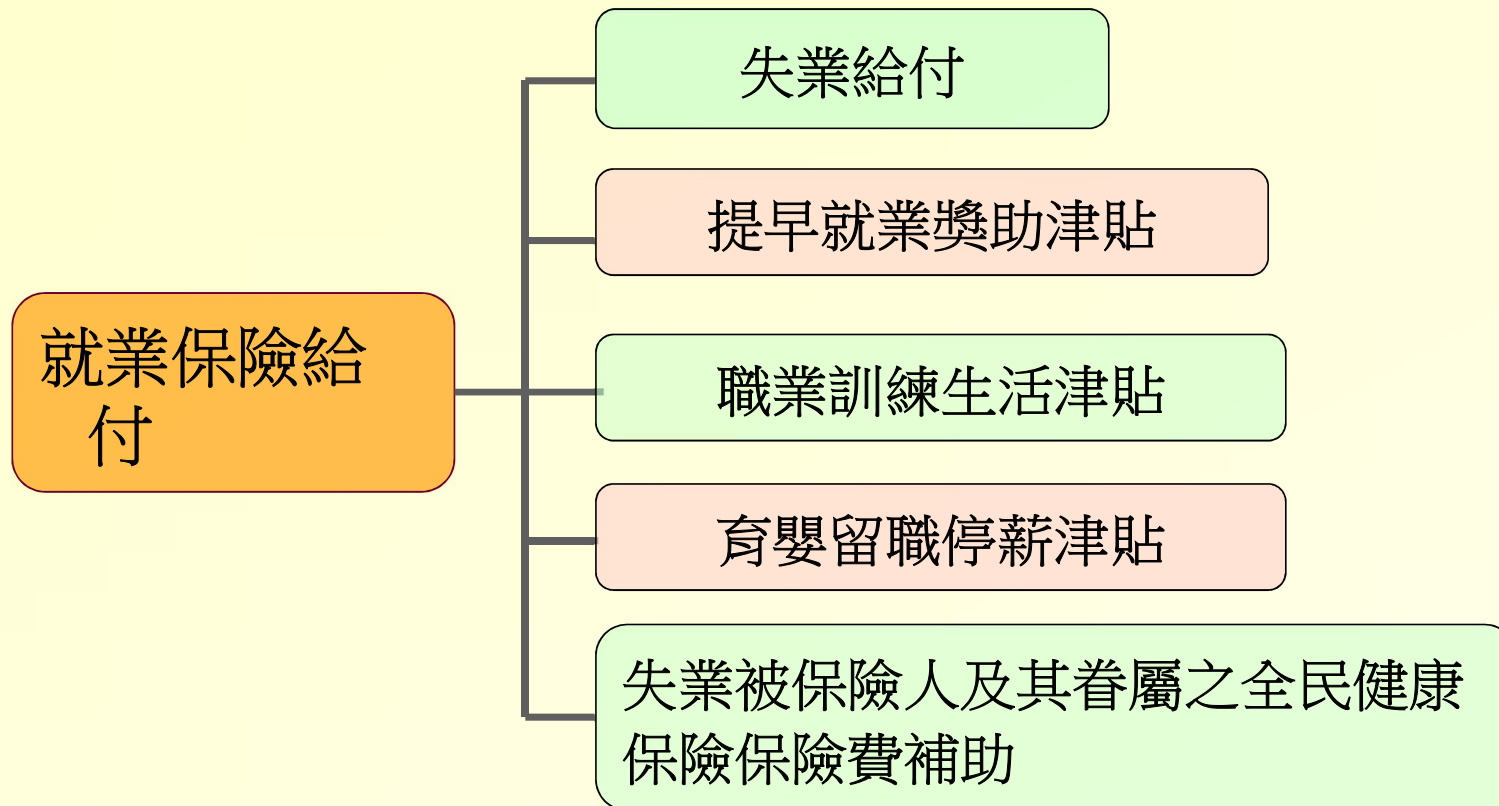 失業給付
提早就業獎助津貼
就業保險給
付
職業訓練生活津貼
育嬰留職停薪津貼
失業被保險人及其眷屬之全民健康
保險保險費補助